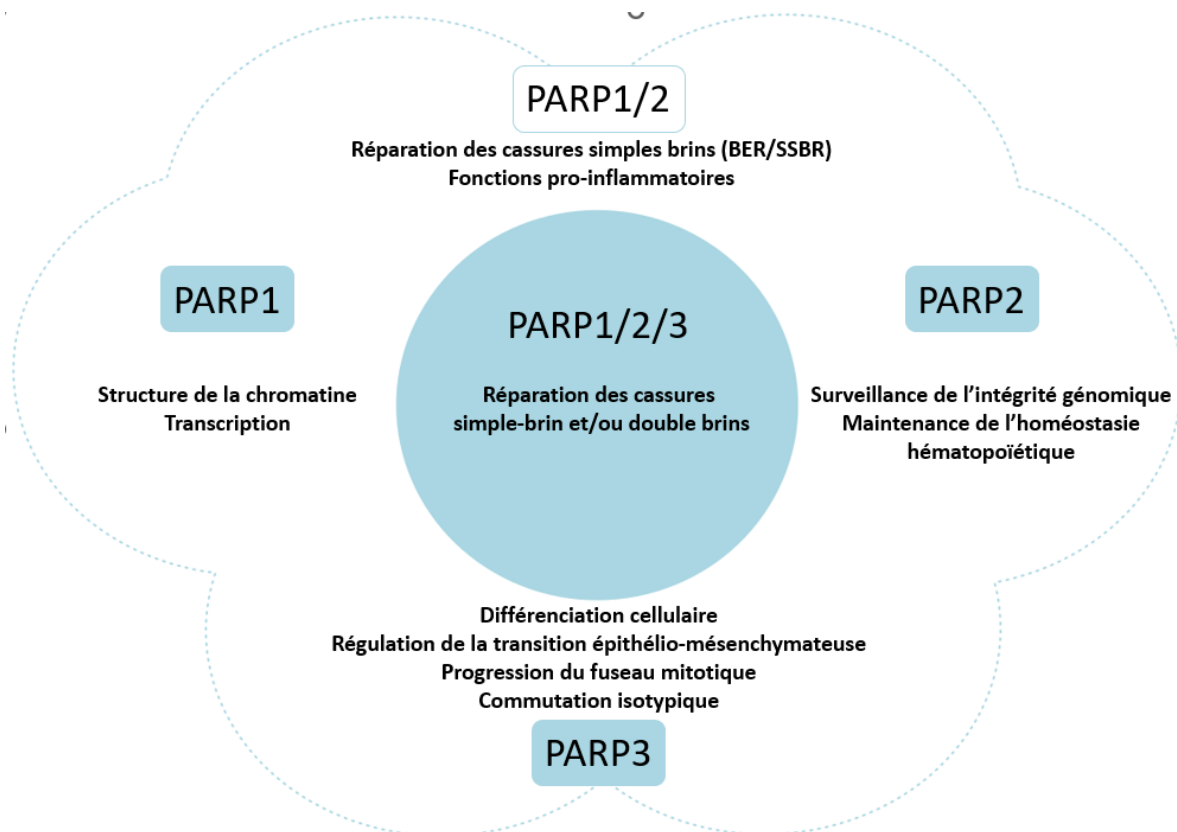 PARP1/2
Réparation des cassures simples brins (BER/SSBR)
Fonctions pro-inflammatoires
PARP1
Structure de la chromatine
Transcription
PARP1/2/3
Réparation des cassures
simple-brin et/ou double brins
PARP2
Surveillance de l’intégrité génomique
Maintenance de l’homéostasie
hématopoïétique
Différenciation cellulaire
Régulation de la transition épithélio-mésenchymateuse
Progression du fuseau mitotique
Commutation isotypique
PARP3